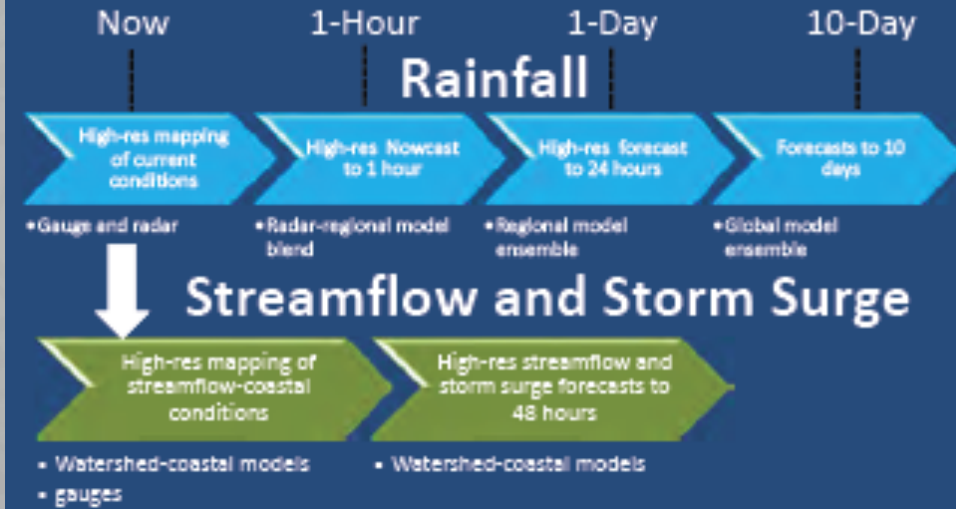 Now 1-Hour 1-Day 10-Day
Rainfall
High-res mapping
of current
conditions
High-res Nowcast
to 1 hour
High-res forecast
to 24 hours
Forecasts to 10
days
•Gauge and radar
•Radar-regional model
blend
•Regional model
ensemble
•Global model
ensemble
Streamflow and Storm Surge
High-res mapping of
streamflow-coastal
conditions
High-res streamflow and
storm surge forecasts to
48 hours
▪ Watershed-coastal models
▪ gauges
▪ Watershed-coastal models